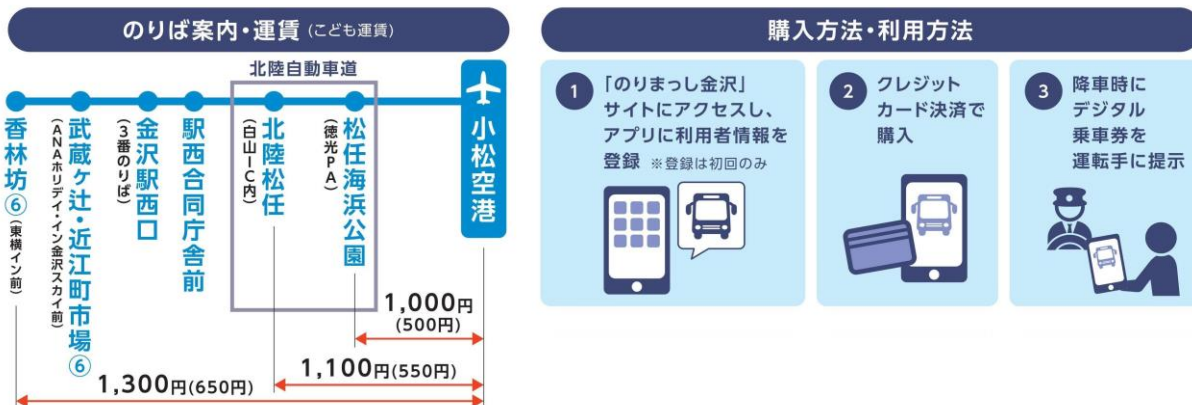 のりば案内・運賃 (こども運賃)
北陸自動車道
香林坊⑥(東横イン前)
武蔵ヶ辻・近江町市場⑥
(ANAホリデイ・イン金沢スカイ前)
金沢駅西口
(3番のりば)
駅西合同庁舎前
北陸松任
(白山IC内)
松任海浜公園
(徳光PA)
小松空港
1,000円
(500円)
1,100円(550円)
1,300円(650円)
購入方法・利用方法
1
「のりまっし金沢」
サイトにアクセスし、
アプリに利用者情報を
登録 ※登録は初回のみ
2
クレジット
カード決済で
購入
3
降車時に
デジタル
乗車券を
運転手に提示